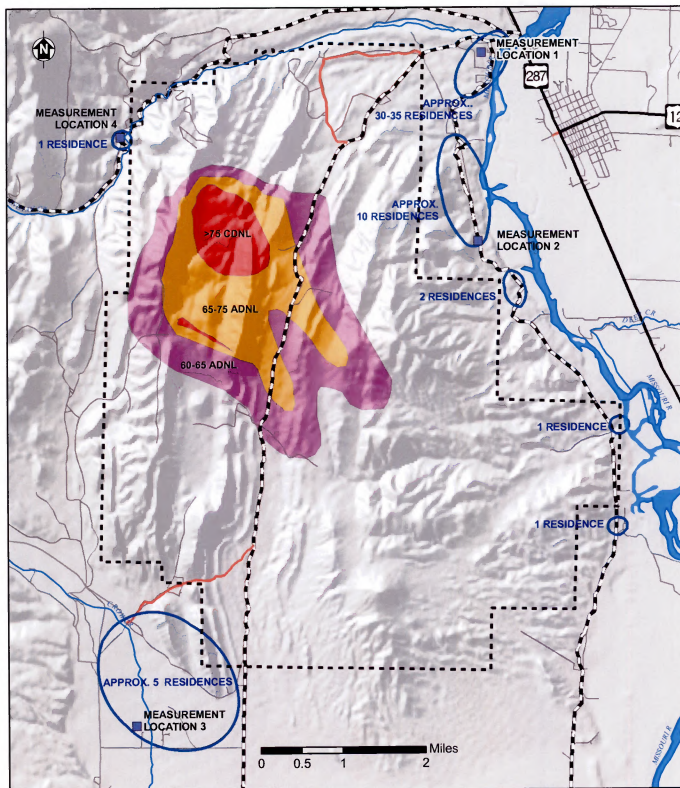 N
MEASUREMENT
LOCATION 1
287
12
APPROX..
30-35 RESIDENCES
MEASUREMENT
LOCATION 4
1 RESIDENCE
APPROX.
10 RESIDENCES
>75 CDNL
MEASUREMENT
LOCATION 2
2 RESIDENCES
65-75 ADNL
60-65 ADNL
MISSOURI R
1 RESIDENCE
1 RESIDENCE
APPROX. 5 RESIDENCES
MEASUREMENT
LOCATION 3
MISSOURI R
Miles
0 0.5 1 2